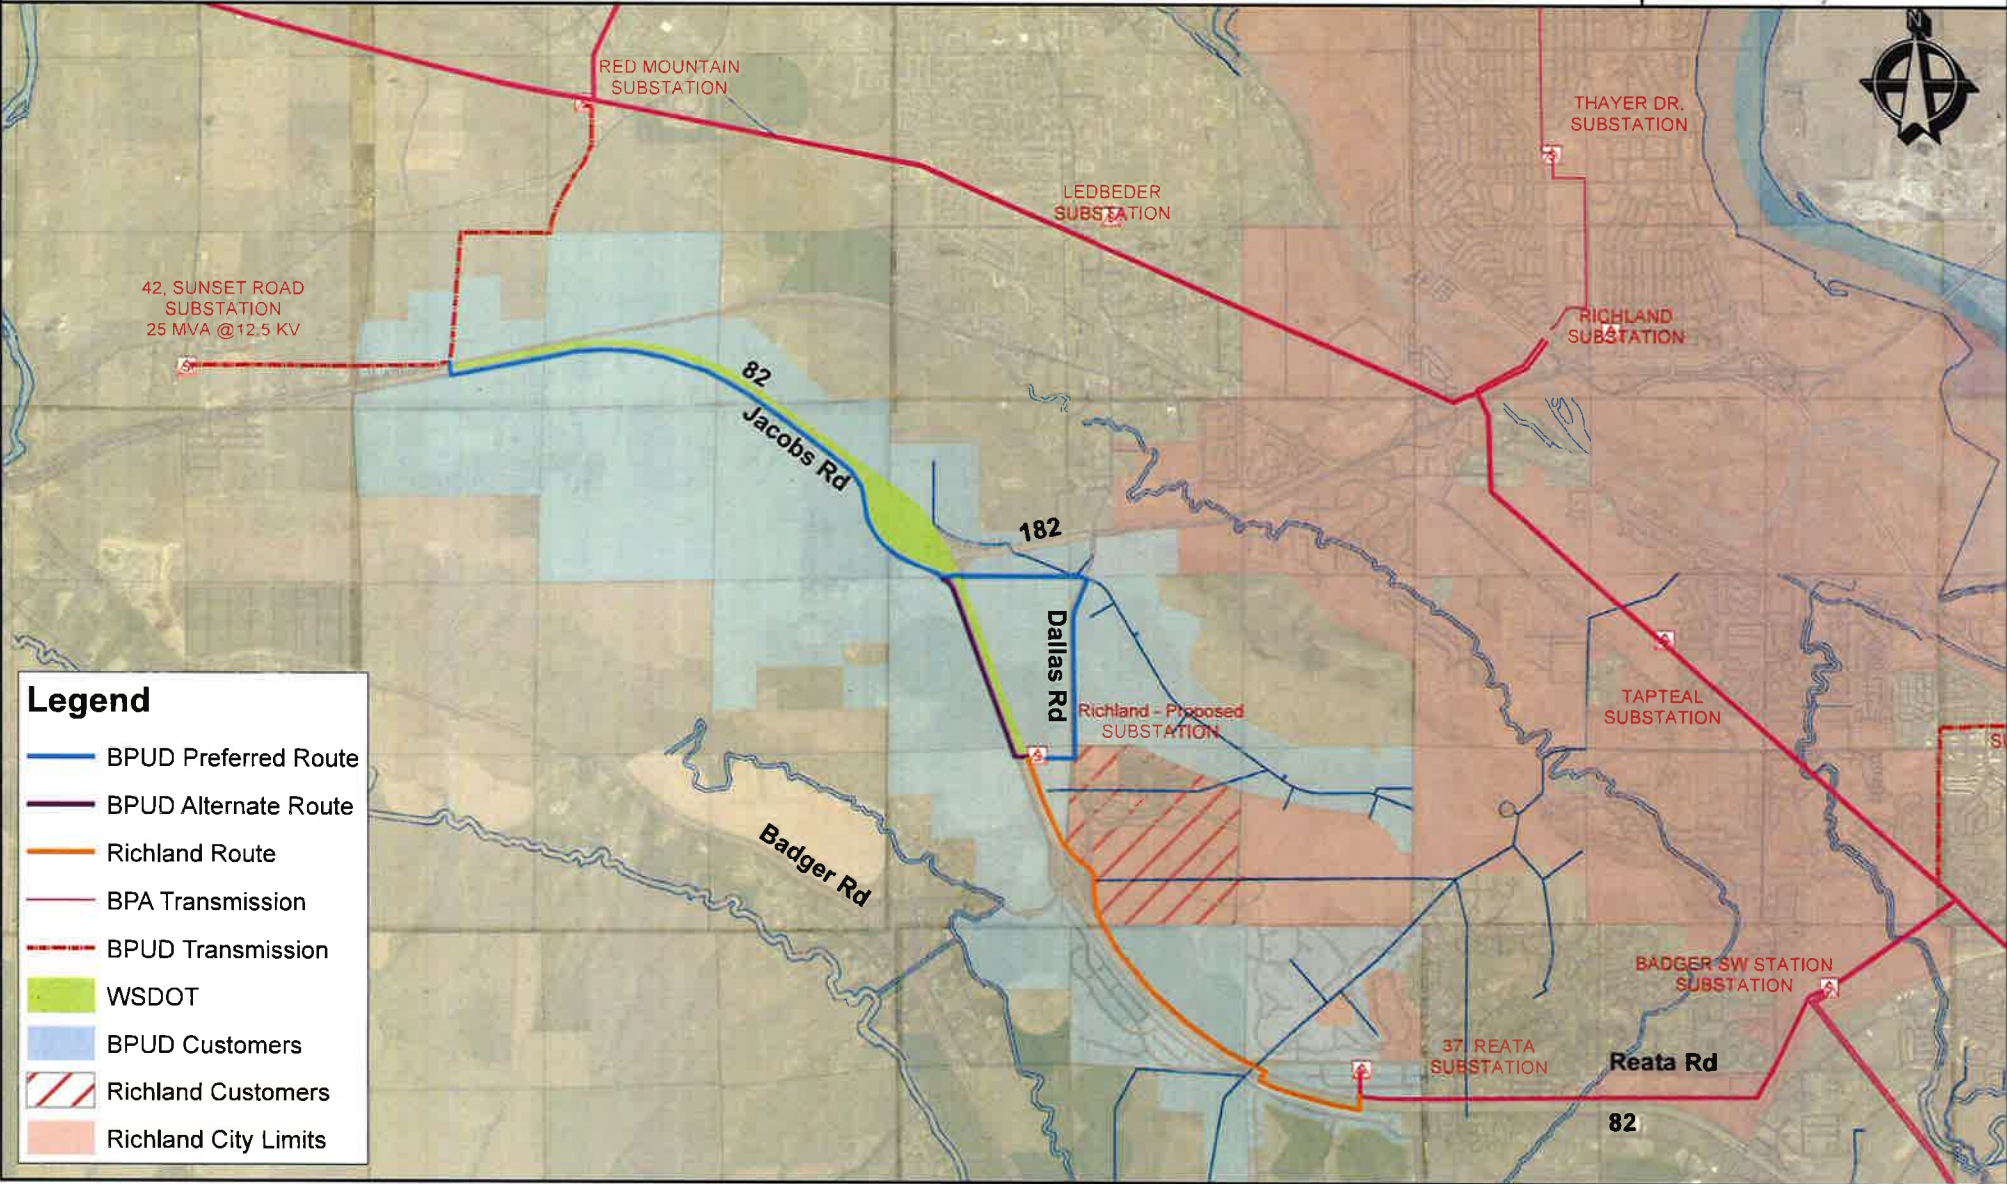 N
RED MOUNTAIN
SUBSTATION
THAYER DR.
SUBSTATION
LEDBEDER
SUBSTATION
42, SUNSET ROAD
SUBSTATION
25 MVA @12.5 KV
RICHLAND
SUBSTATION
82
Jacobs Rd
182
Dallas Rd
Richland - Proposed
SUBSTATION
TAPTEAL
SUBSTATION
Badger Rd
BADGER SW STATION
SUBSTATION
37, REATA
SUBSTATION
Reata Rd
82
Legend
BPUD Preferred Route
BPUD Alternate Route
Richland Route
BPA Transmission
BPUD Transmission
WSDOT
BPUD Customers
Richland Customers
Richland City Limits